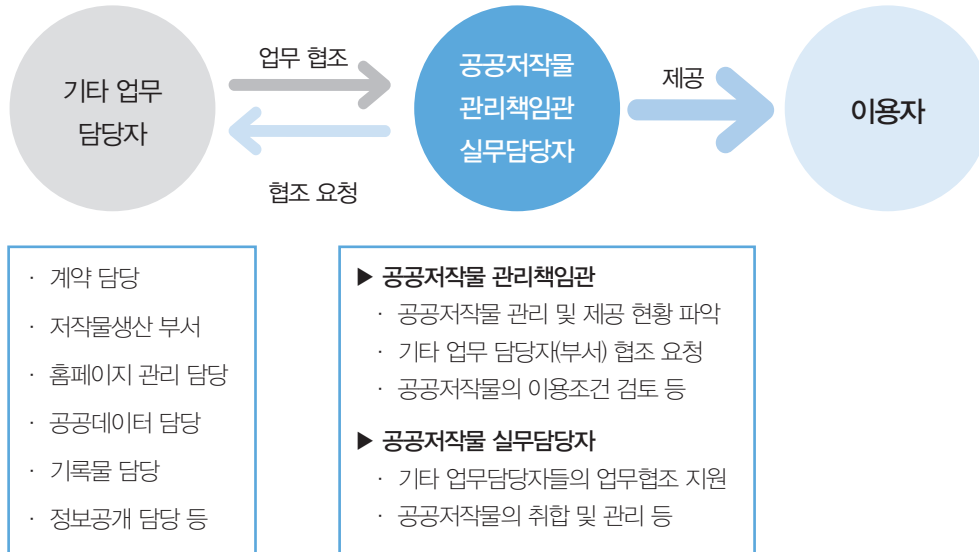 기타 업무
담당자
업무 협조
협조 요청
공공저작물
관리책임관
실무담당자
제공
이용자
· 계약 담당
· 저작물생산 부서
· 홈페이지 관리 담당
· 공공데이터 담당
· 기록물 담당
· 정보공개 담당 등
▶ 공공저작물 관리책임관
· 공공저작물 관리 및 제공 현황 파악
· 기타 업무 담당자(부서) 협조 요청
· 공공저작물의 이용조건 검토 등
▶ 공공저작물 실무담당자
· 기타 업무담당자들의 업무협조 지원
· 공공저작물의 취합 및 관리 등